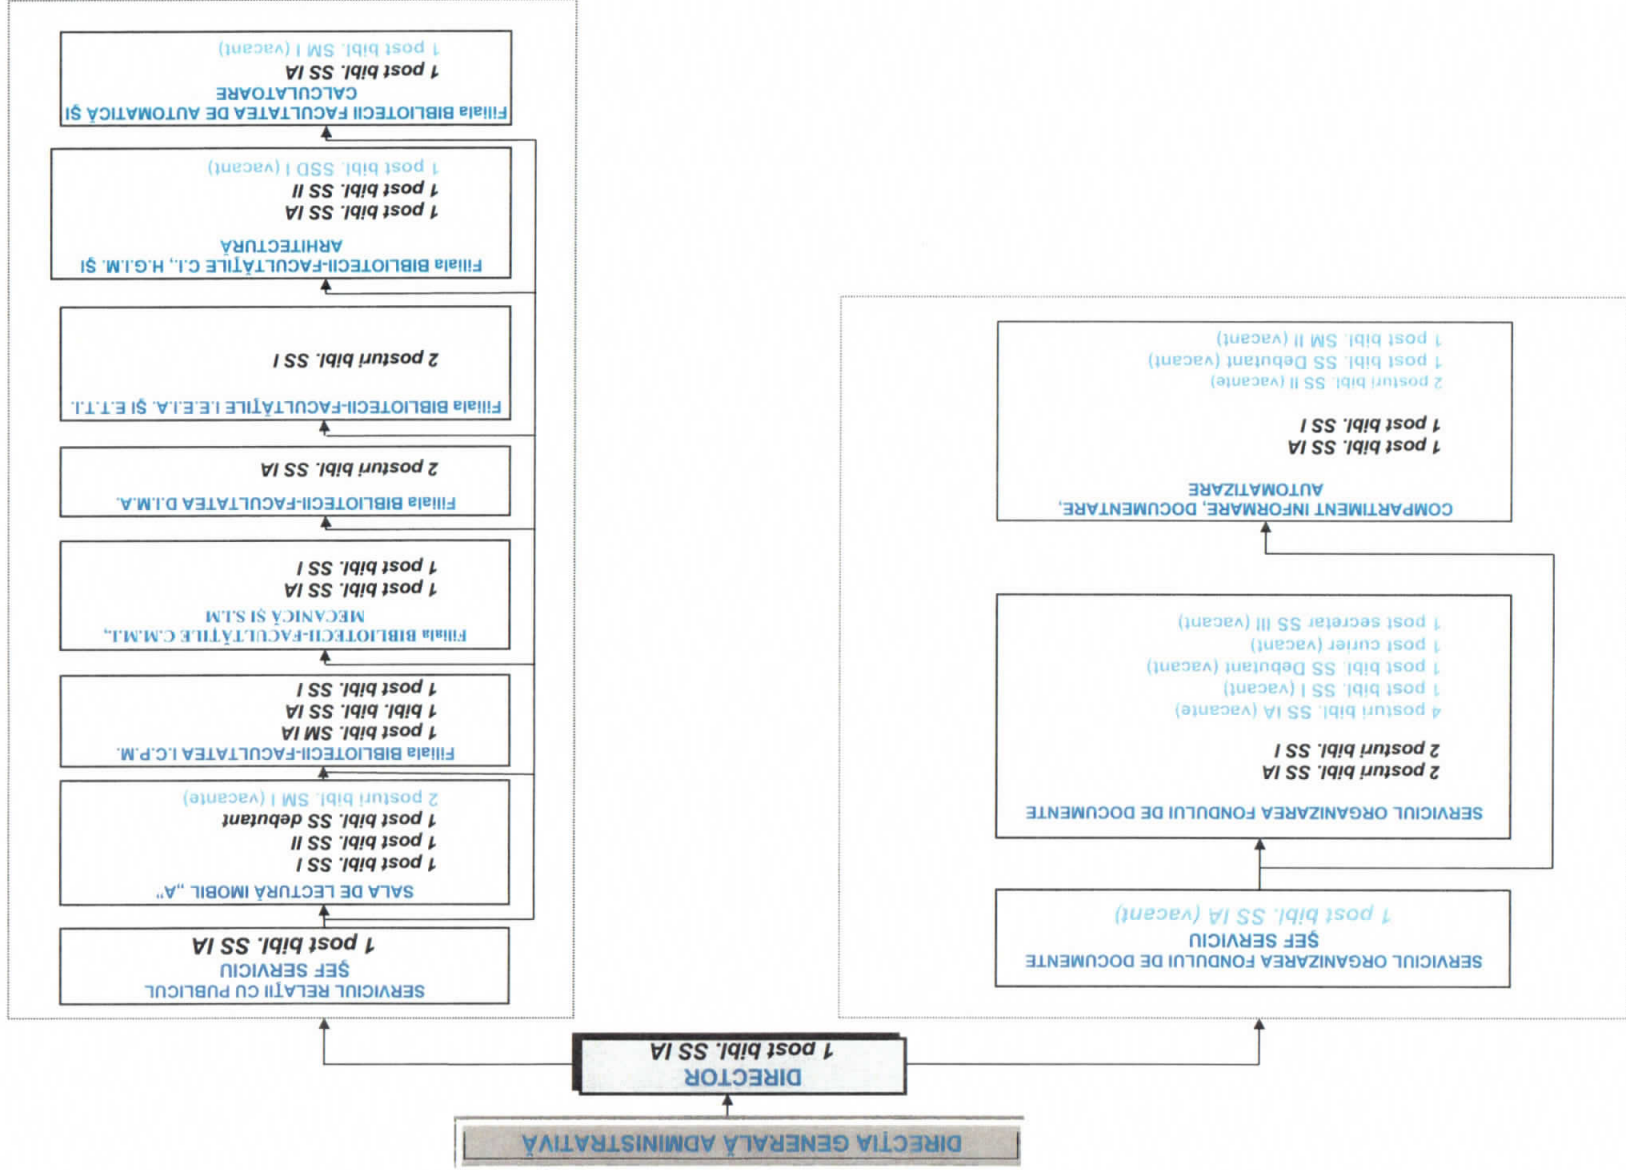 DIRECȚIA GENERALĂ ADMINISTRATIVĂ
DIRECTOR
1 post bibl. SS IA
SERVICIUL ORGANIZAREA FONDULUI DE DOCUMENTE
ȘEF SERVICIU
1 post bibl. SS IA (vacant)
SERVICIUL ORGANIZAREA FONDULUI DE DOCUMENTE
2 posturi bibl. SS IA
2 posturi bibl. SS I
4 posturi bibl. SS IA (vacante)
1 post bibl. SS I (vacant)
1 post bibl. SS Debutant (vacant)
1 post curier (vacant)
1 post secretar SS III (vacant)
COMPARTIMENT INFORMARE, DOCUMENTARE,
AUTOMATIZARE
1 post bibl. SS IA
1 post bibl. SS I
2 posturi bibl. SS II (vacante)
1 post bibl. SS Debutant (vacant)
1 post bibl. SM II (vacant)
SERVICIUL RELAȚII CU PUBLICUL
ȘEF SERVICIU
1 post bibl. SS IA
SALA DE LECTURĂ IMOBIL „A"
1 post bibl. SS I
1 post bibl. SS II
1 post bibl. SS debutant
2 posturi bibl. SM I (vacante)
Filiala BIBLIOTECII-FACULTATEA I.C.P.M.
1 post bibl. SM IA
1 bibl. bibl. SS IA
1 post bibl. SS I
Filiala BIBLIOTECII-FACULTĂȚILE C.M.M.I.,
MECANICĂ ȘI S.I.M
1 post bibl. SS IA
1 post bibl. SS I
Filiala BIBLIOTECII-FACULTATEA D.I.M.A.
2 posturi bibl. SS IA
Filiala BIBLIOTECII-FACULTĂȚILE I.E.E.I.A. ȘI E.T.T.I.
2 posturi bibl. SS I
Filiala BIBLIOTECII-FACULTĂȚILE C.I., H.G.I.M. ȘI
ARHITECTURĂ
1 post bibl. SS IA
1 post bibl. SS II
1 post bibl. SSD I (vacant)
Filiala BIBLIOTECII FACULTATEA DE AUTOMATICĂ ȘI
CALCULATOARE
1 post bibl. SS IA
1 post bibl. SM I (vacant)